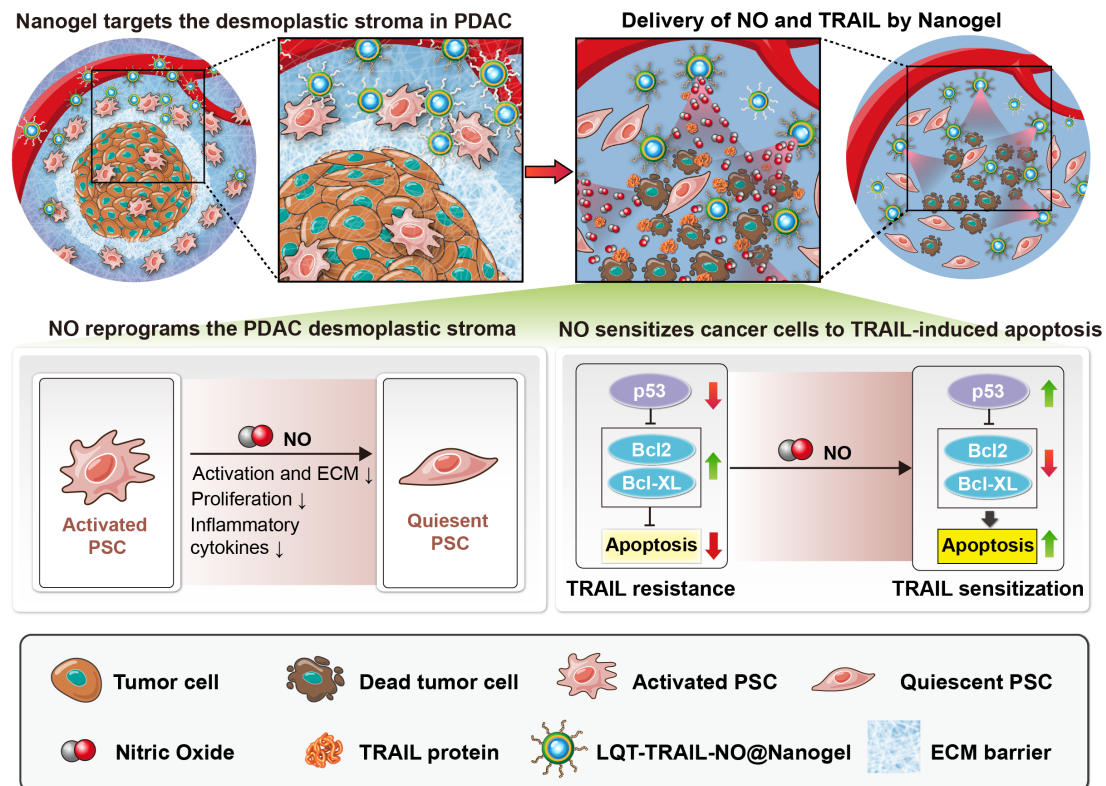 Nanogel targets the desmoplastic stroma in PDAC
Delivery of NO and TRAIL by Nanogel
NO reprograms the PDAC desmoplastic stroma
NO sensitizes cancer cells to TRAIL-induced apoptosis
Activated
PSC
NO
Activation and ECM ↓
Proliferation ↓
Inflammatory
cytokines ↓
Quiesent
PSC
p53
Bcl2
Bcl-XL
Apoptosis
TRAIL resistance
NO
p53
Bcl2
Bcl-XL
Apoptosis
TRAIL sensitization
Tumor cell
Dead tumor cell
Activated PSC
Quiescent PSC
Nitric Oxide
TRAIL protein
LQT-TRAIL-NO@Nanogel
ECM barrier